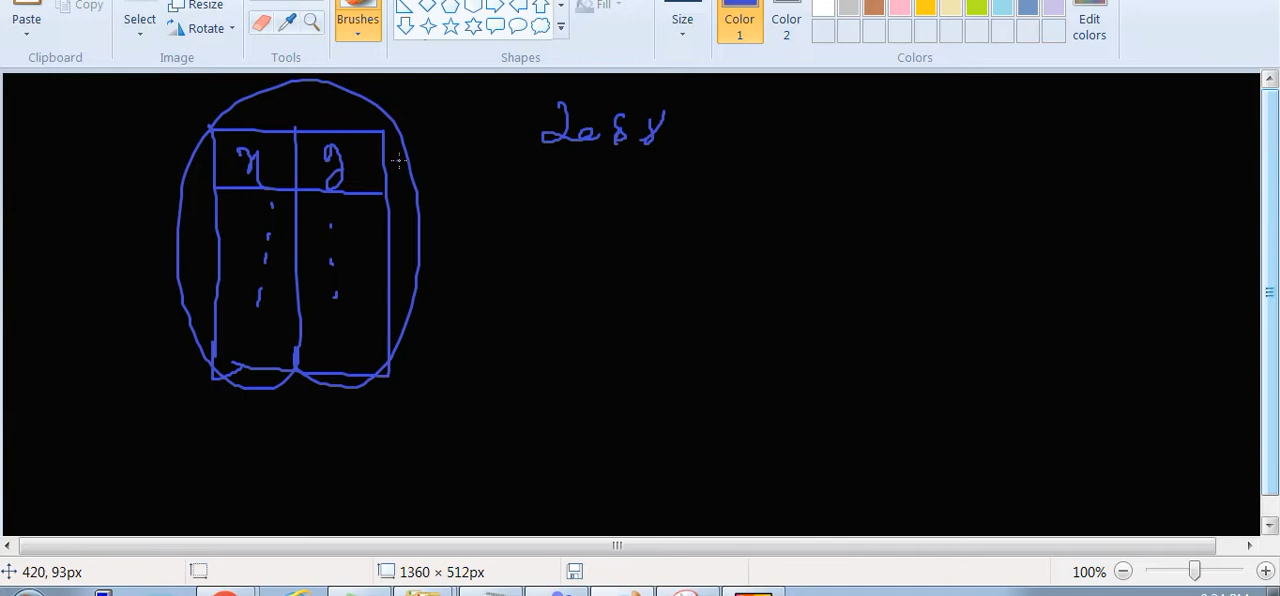 Paste
Select
Resize
Rotate
Copy
Brushes
Fill
Size
Color 1
Color 2
Edit colors
Clipboard
Image
Tools
Shapes
Colors
x y
420, 93px
1360 × 512px
100%